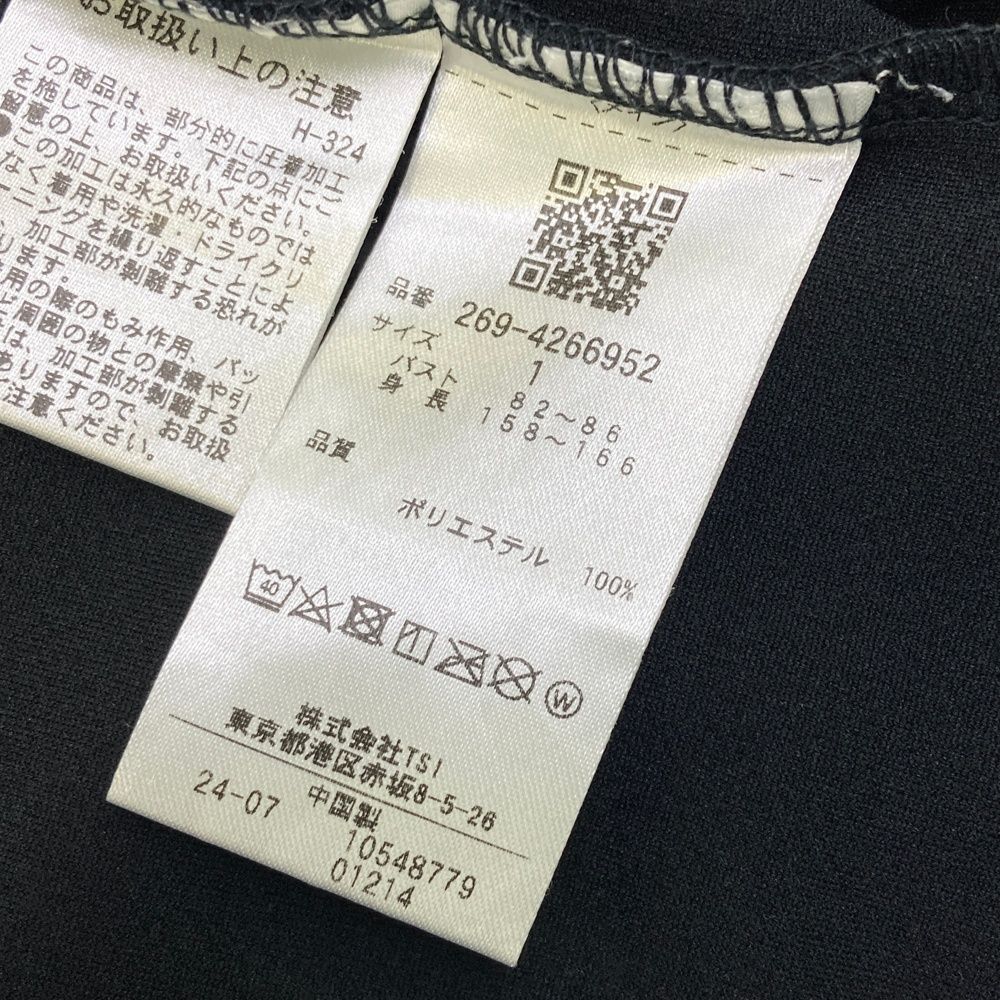 お取扱い上の注意
H-324
この商品は、部分的に圧着加工
を施しています。下記の点にご
留意の上、お取扱いください。
●この加工は永久的なものでは
なく着用や洗濯・ドライクリ
ーニングを繰り返すことによ
り、加工部が剥離する恐れが
ります。
用の際のもみ作用、バッ
ど周囲の物との摩擦や引
は、加工部が剥離する
ありますので、お取扱
注意ください。
品番 269-4266952
サイズ 1
バスト 82～86
身長 158～166
品質
ポリエステル 100%
40
W
株式会社TSI
東京都港区赤坂8-5-26
24-07 中国製
10548779
01214